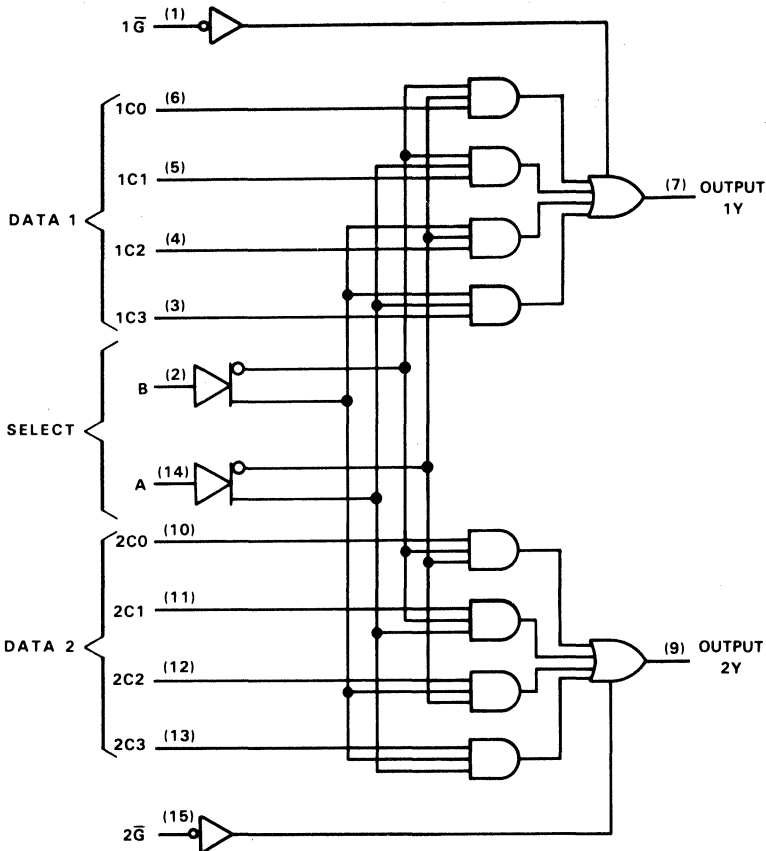 1G̅ (1)
1C0 (6)
1C1 (5)
DATA 1
1C2 (4)
1C3 (3)
(7) OUTPUT
1Y
B (2)
SELECT
A (14)
2C0 (10)
2C1 (11)
DATA 2
2C2 (12)
2C3 (13)
(9) OUTPUT
2Y
2G̅ (15)